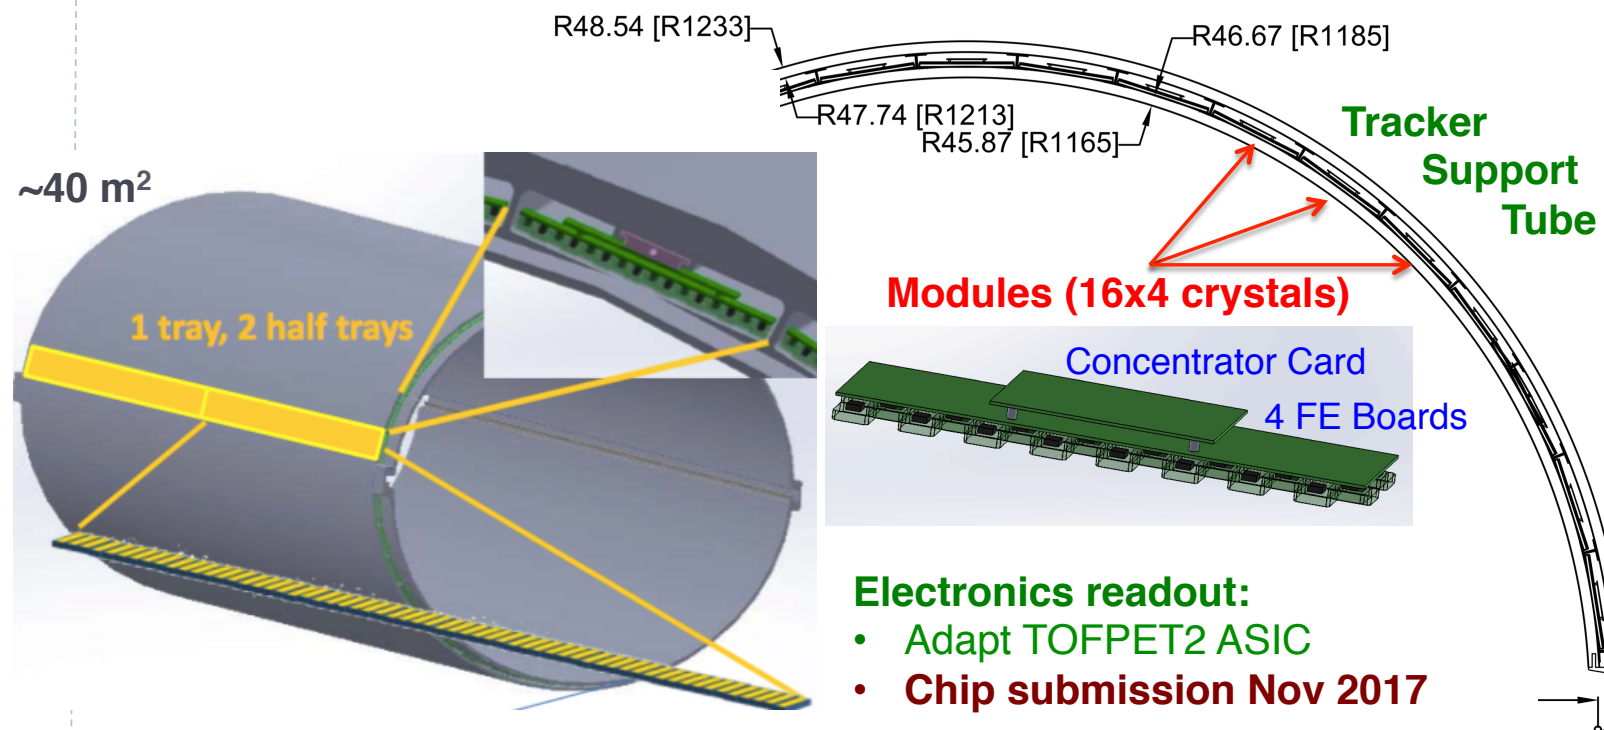 R48.54 [R1233]
R46.67 [R1185]
R47.74 [R1213]
R45.87 [R1165]
Tracker
Support
Tube
~40 m²
1 tray, 2 half trays
Modules (16x4 crystals)
Concentrator Card
4 FE Boards
Electronics readout:
• Adapt TOFPET2 ASIC
• Chip submission Nov 2017